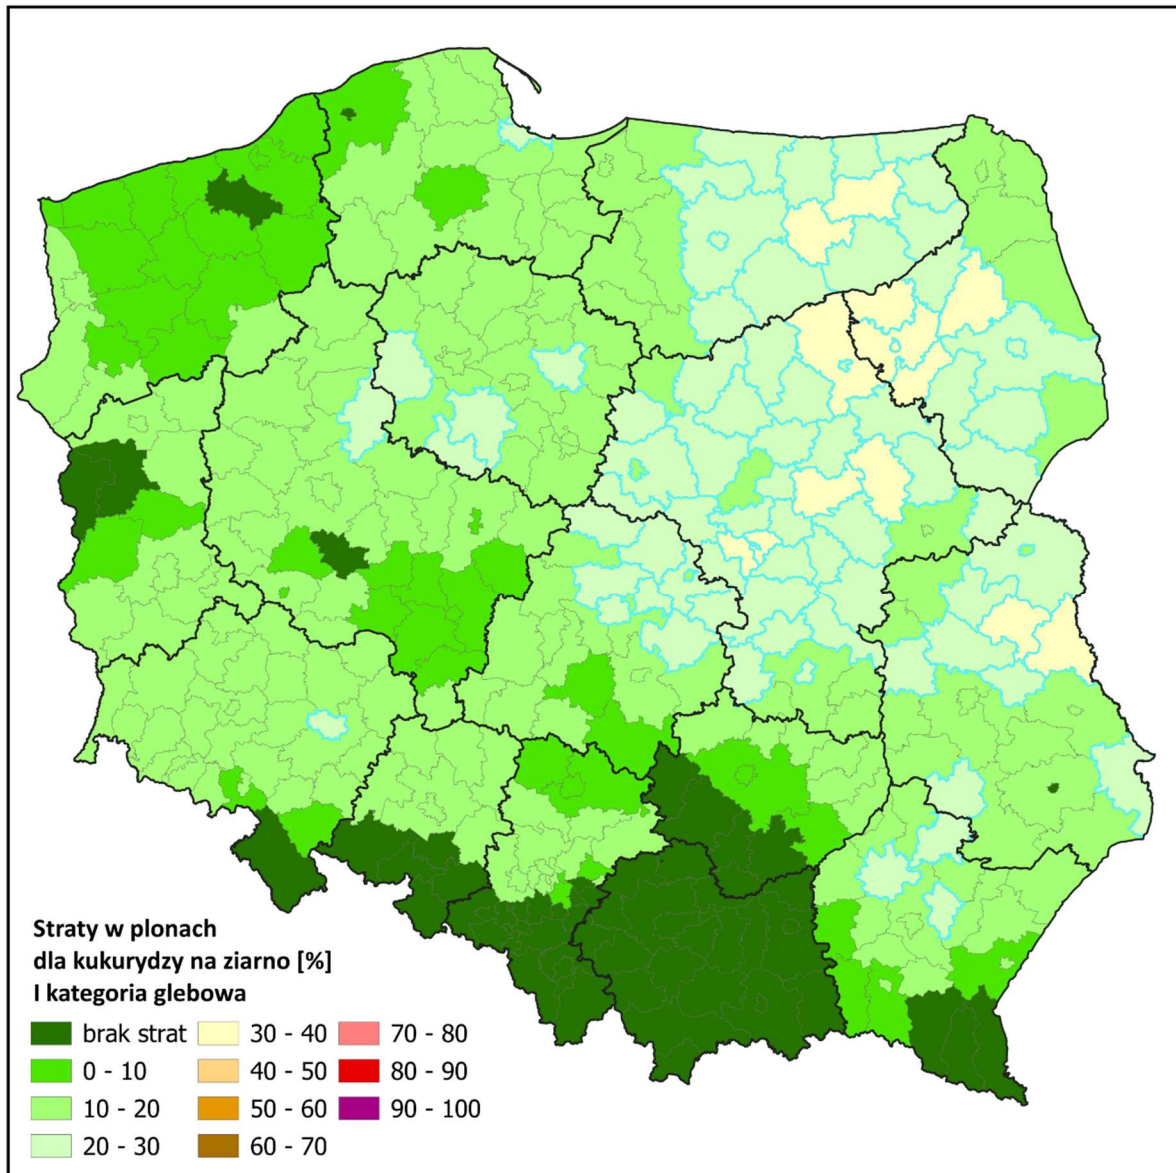 Straty w plonach
dla kukurydzy na ziarno [%]
I kategoria glebowa
brak strat
0 - 10
10 - 20
20 - 30
30 - 40
40 - 50
50 - 60
60 - 70
70 - 80
80 - 90
90 - 100